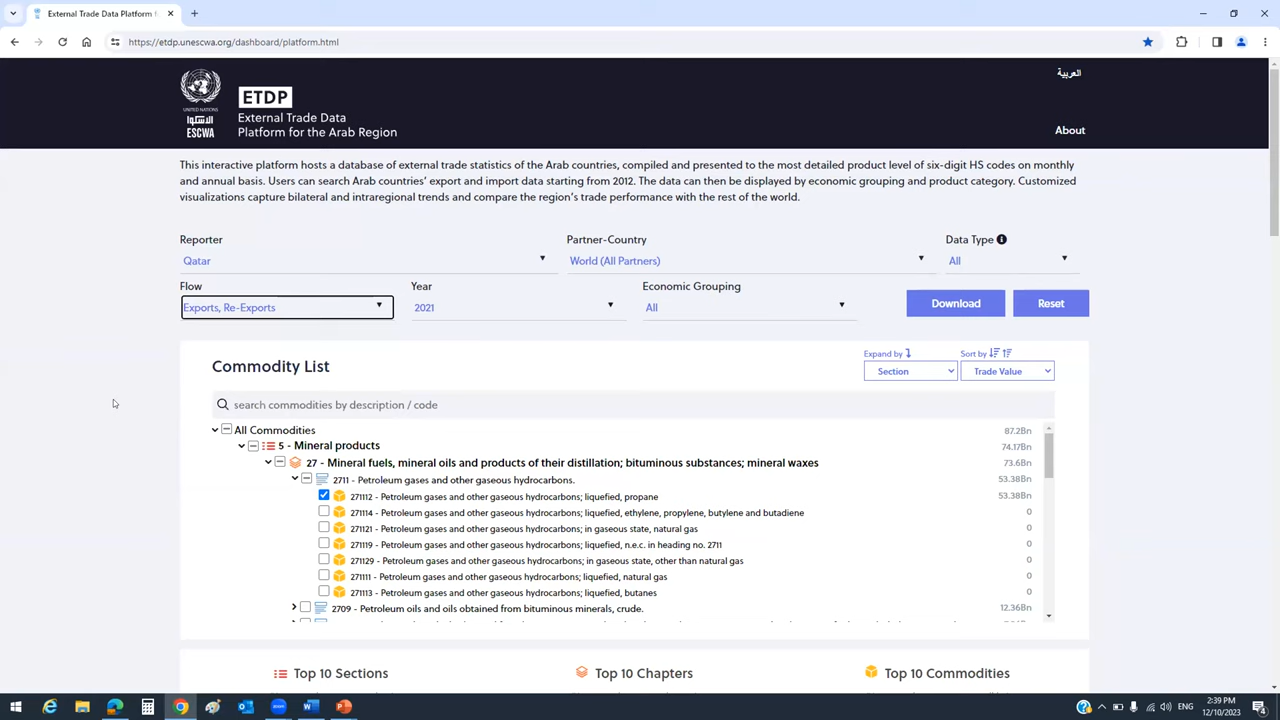 External Trade Data Platform f
https://etdp.unescwa.org/dashboard/platform.html
العربية
UNITED NATIONS
الإسكوا
ESCWA
ETDP
External Trade Data
Platform for the Arab Region
About
This interactive platform hosts a database of external trade statistics of the Arab countries, compiled and presented to the most detailed product level of six-digit HS codes on monthly
and annual basis. Users can search Arab countries' export and import data starting from 2012. The data can then be displayed by economic grouping and product category. Customized
visualizations capture bilateral and intraregional trends and compare the region's trade performance with the rest of the world.
Reporter Partner-Country Data Type
Qatar World (All Partners) All
Flow Year Economic Grouping
Exports, Re-Exports 2021 All Download Reset
Commodity List
Expand by Sort by
Section Trade Value
search commodities by description / code
All Commodities 87.2Bn
5 - Mineral products 74.17Bn
27 - Mineral fuels, mineral oils and products of their distillation; bituminous substances; mineral waxes 73.6Bn
2711 - Petroleum gases and other gaseous hydrocarbons. 53.38Bn
271112 - Petroleum gases and other gaseous hydrocarbons; liquefied, propane 53.38Bn
271114 - Petroleum gases and other gaseous hydrocarbons; liquefied, ethylene, propylene, butylene and butadiene 0
271121 - Petroleum gases and other gaseous hydrocarbons; in gaseous state, natural gas 0
271119 - Petroleum gases and other gaseous hydrocarbons; liquefied, n.e.c. in heading no. 2711 0
271129 - Petroleum gases and other gaseous hydrocarbons; in gaseous state, other than natural gas 0
271111 - Petroleum gases and other gaseous hydrocarbons; liquefied, natural gas 0
271113 - Petroleum gases and other gaseous hydrocarbons; liquefied, butanes 0
2709 - Petroleum oils and oils obtained from bituminous minerals, crude. 12.36Bn
Top 10 Sections Top 10 Chapters Top 10 Commodities
ENG
2:39 PM
12/10/2023
4